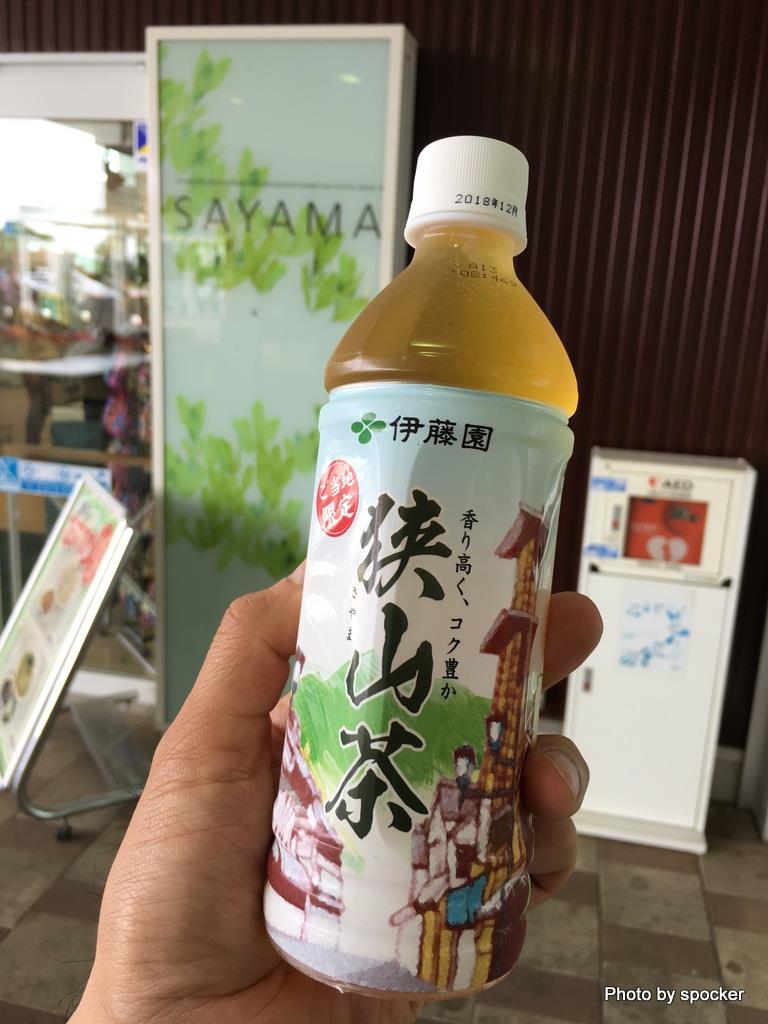 SAYAMA
2018年12月
A13
伊藤園
ご当地
限定
香り高く、コク豊か
狭山茶
さやま
AED
Photo by spocker